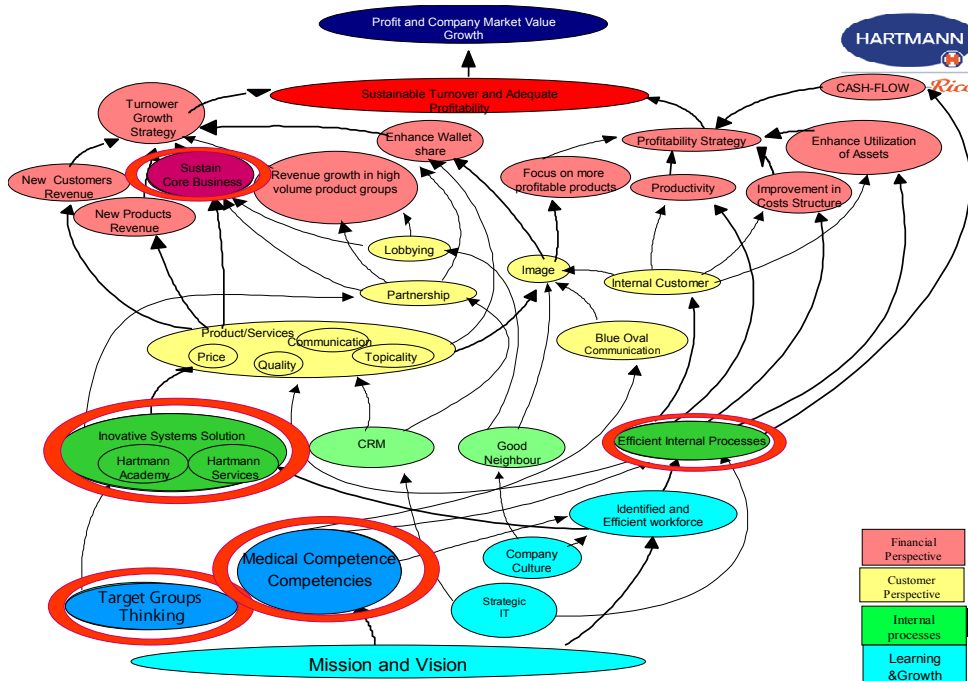 Profit and Company Market Value
Growth
HARTMANN
Sustainable Turnover and Adequate
Profitability
CASH-FLOW
Turnower
Growth
Strategy
Enhance Wallet
share
Profitability Strategy
Enhance Utilization
of Assets
Sustain
Core Business
New Customers
Revenue
Revenue growth in high
volume product groups
Focus on more
profitable products
Productivity
Improvement in
Costs Structure
New Products
Revenue
Lobbying
Image
Internal Customer
Partnership
Product/Services
Communication
Price
Quality
Topicality
Blue Oval
Communication
Inovative Systems Solution
Hartmann
Academy
Hartmann
Services
CRM
Good
Neighbour
Efficient Internal Processes
Identified and
Efficient workforce
Medical Competence
Competencies
Company
Culture
Target Groups
Thinking
Strategic
IT
Mission and Vision
Financial
Perspective
Customer
Perspective
Internal
processes
Learning
&Growth